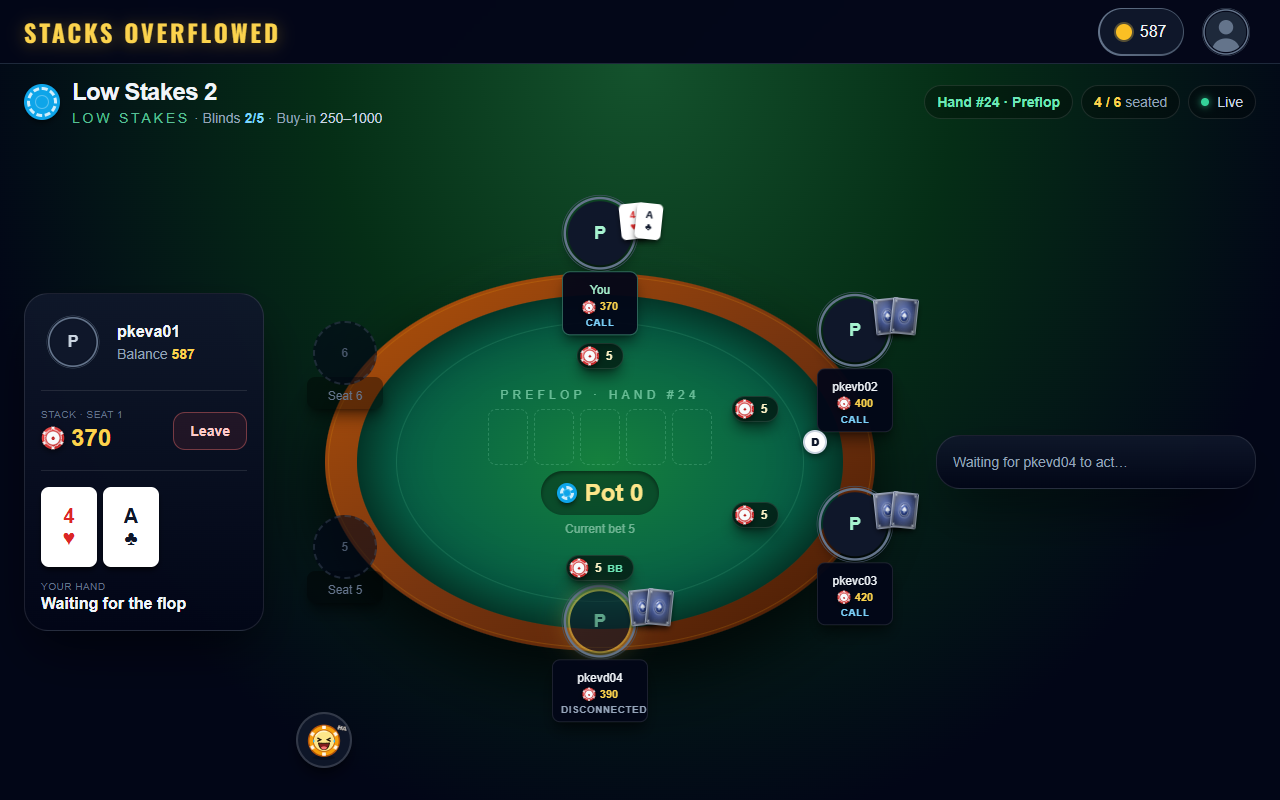 STACKS OVERFLOWED
587
Low Stakes 2
LOW STAKES · Blinds 2/5 · Buy-in 250–1000
Hand #24 · Preflop
4 / 6 seated
Live
P
4 A
You
370
CALL
5
P
pkevb02
400
CALL
5
D
P
pkevc03
420
CALL
5
P
pkevd04
390
DISCONNECTED
5 BB
6
Seat 6
5
Seat 5
PREFLOP · HAND #24
Pot 0
Current bet 5
P
pkeva01
Balance 587
STACK · SEAT 1
370
Leave
4 A
YOUR HAND
Waiting for the flop
Waiting for pkevd04 to act...
HA